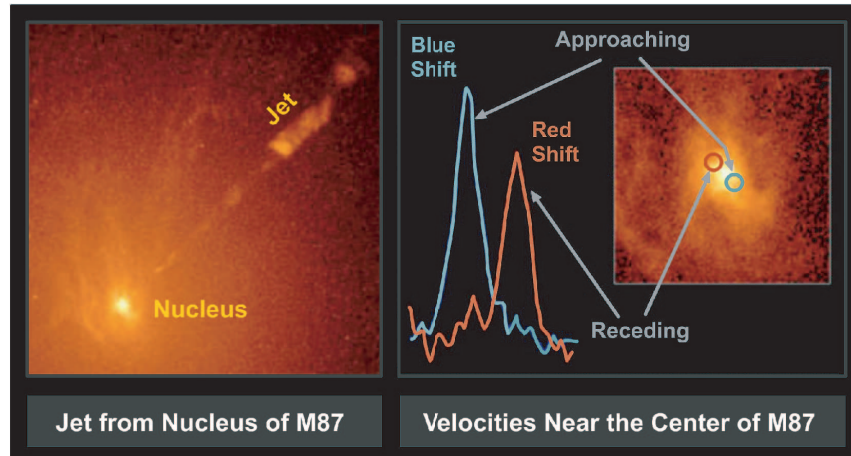 Jet
Nucleus
Blue
Shift
Approaching
Red
Shift
Receding
Jet from Nucleus of M87
Velocities Near the Center of M87